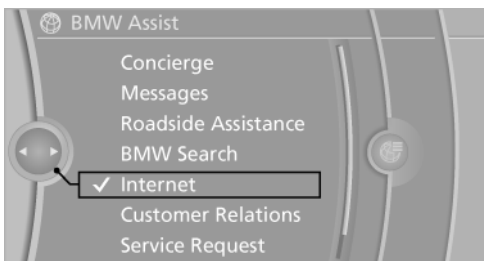 BMW Assist
Concierge
Messages
Roadside Assistance
BMW Search
Internet
Customer Relations
Service Request